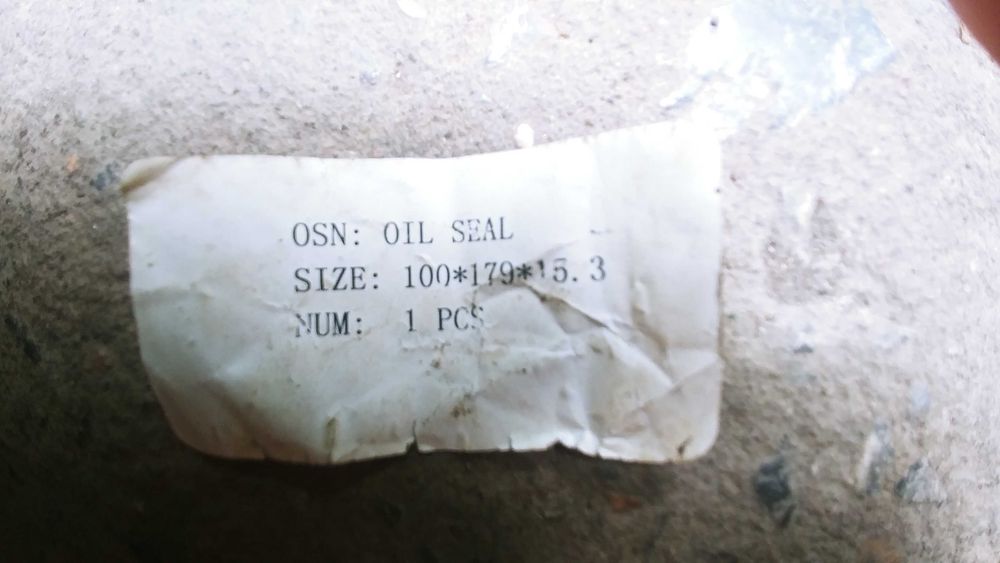 OSN: OIL SEAL
SIZE: 100*179*15.3
NUM: 1 PCS